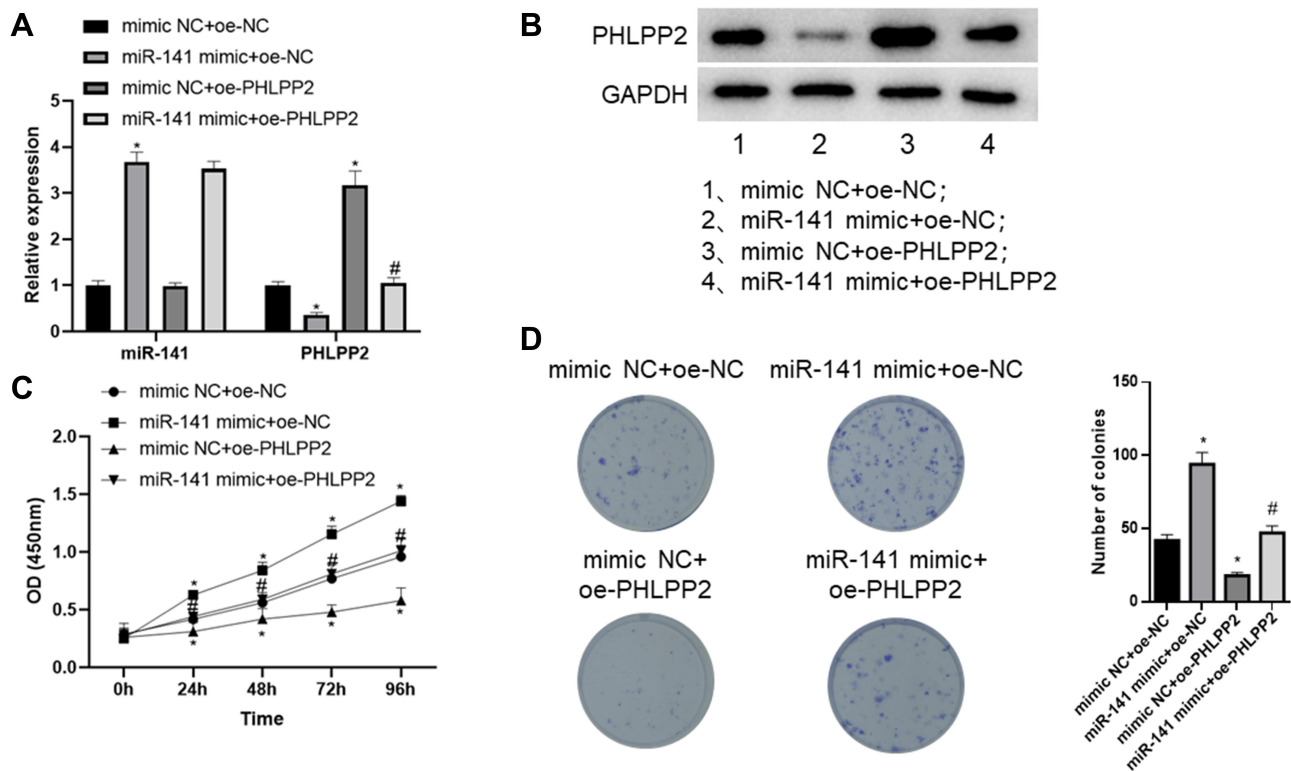 A
mimic NC+oe-NC
miR-141 mimic+oe-NC
mimic NC+oe-PHLPP2
miR-141 mimic+oe-PHLPP2
Relative expression
5
4
3
2
1
0
*
*
*
#
miR-141
PHLPP2
B
PHLPP2
GAPDH
1 2 3 4
1、mimic NC+oe-NC;
2、miR-141 mimic+oe-NC;
3、mimic NC+oe-PHLPP2;
4、miR-141 mimic+oe-PHLPP2
C
mimic NC+oe-NC
miR-141 mimic+oe-NC
mimic NC+oe-PHLPP2
miR-141 mimic+oe-PHLPP2
OD (450nm)
2.0
1.5
1.0
0.5
0.0
* * * *
# # # #
* * * *
0h 24h 48h 72h 96h
Time
D
mimic NC+oe-NC
miR-141 mimic+oe-NC
mimic NC+
oe-PHLPP2
miR-141 mimic+
oe-PHLPP2
Number of colonies
150
100
50
0
*
*
#
mimic NC+oe-NC
miR-141 mimic+oe-NC
mimic NC+oe-PHLPP2
miR-141 mimic+oe-PHLPP2